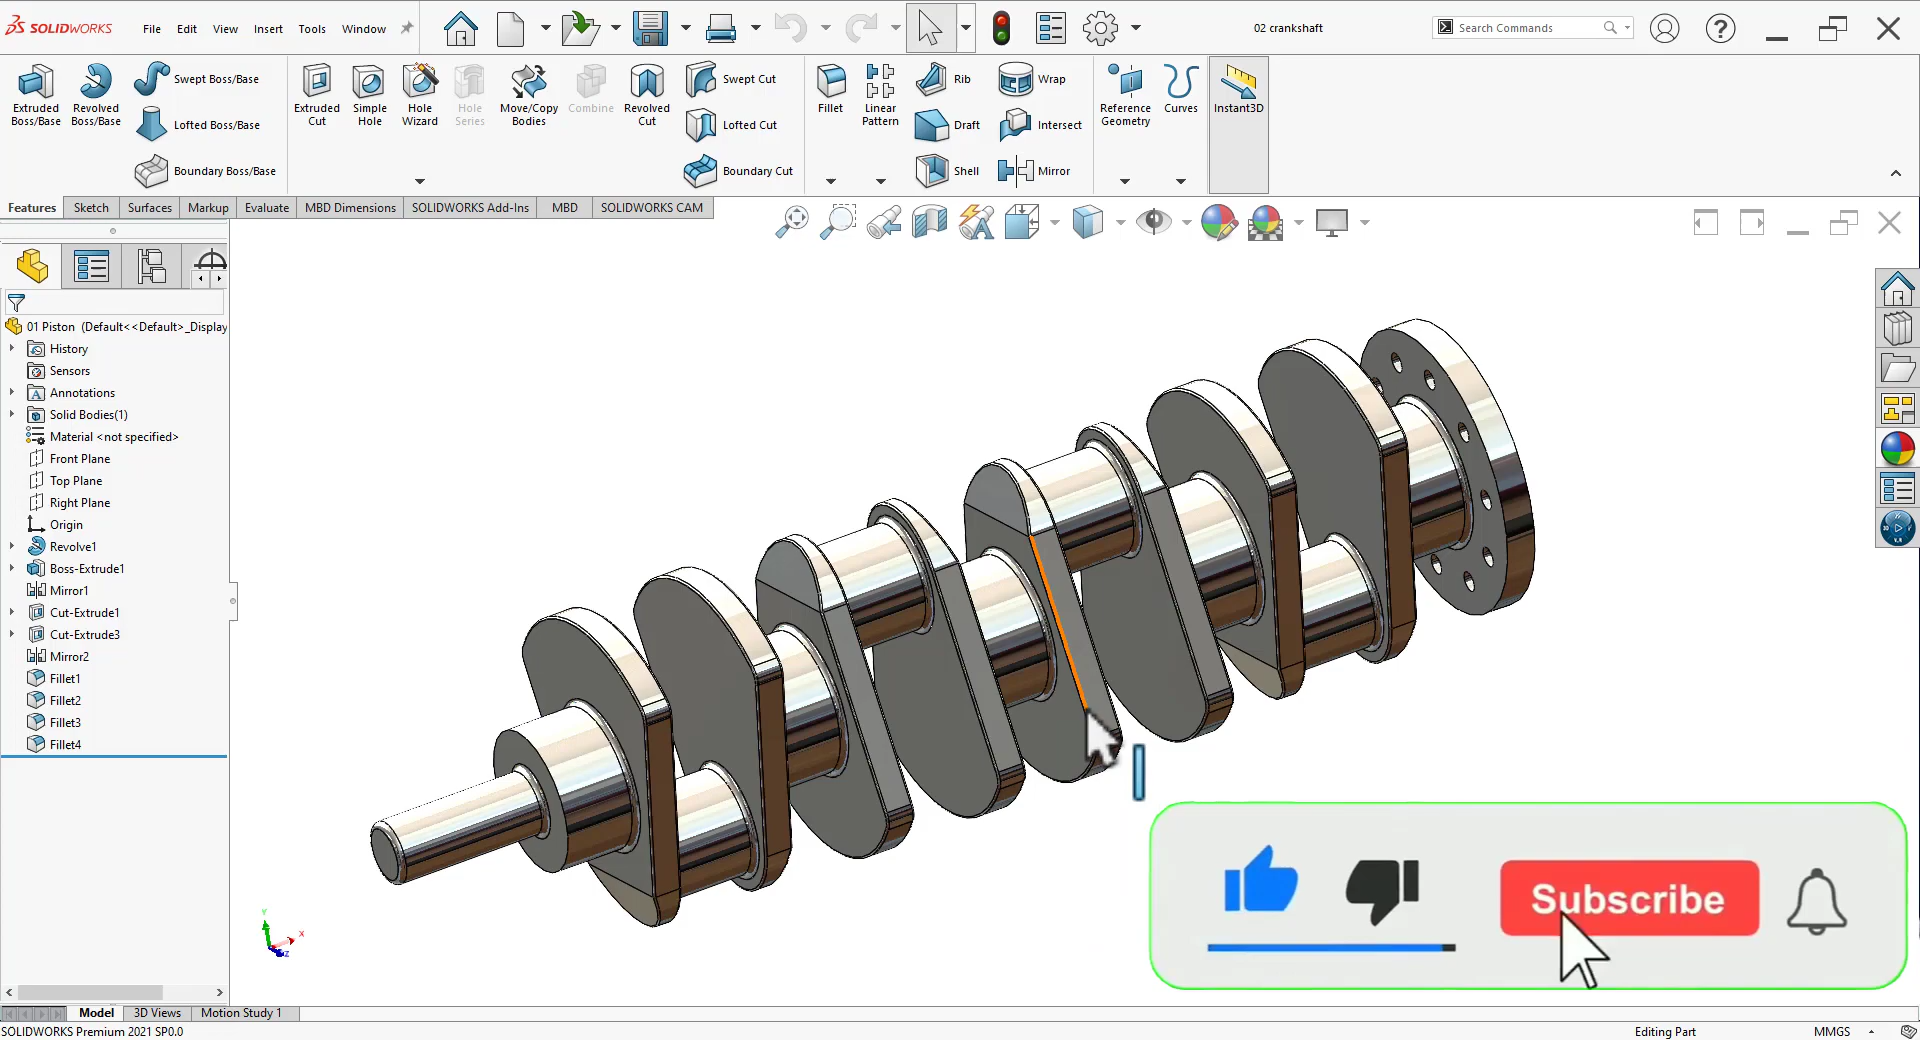 SOLIDWORKS
File Edit View Insert Tools Window
02 crankshaft
Search Commands
Extruded Boss/Base
Revolved Boss/Base
Swept Boss/Base
Lofted Boss/Base
Boundary Boss/Base
Extruded Cut
Simple Hole
Hole Wizard
Hole Series
Move/Copy Bodies
Combine
Revolved Cut
Swept Cut
Lofted Cut
Boundary Cut
Fillet
Linear Pattern
Rib
Draft
Shell
Wrap
Intersect
Mirror
Reference Geometry
Curves
Instant3D
Features Sketch Surfaces Markup Evaluate MBD Dimensions SOLIDWORKS Add-Ins MBD SOLIDWORKS CAM
01 Piston (Default<<Default>_Display
History
Sensors
Annotations
Solid Bodies(1)
Material <not specified>
Front Plane
Top Plane
Right Plane
Origin
Revolve1
Boss-Extrude1
Mirror1
Cut-Extrude1
Cut-Extrude3
Mirror2
Fillet1
Fillet2
Fillet3
Fillet4
Y
X
Z
Subscribe
Model 3D Views Motion Study 1
SOLIDWORKS Premium 2021 SP0.0
Editing Part
MMGS